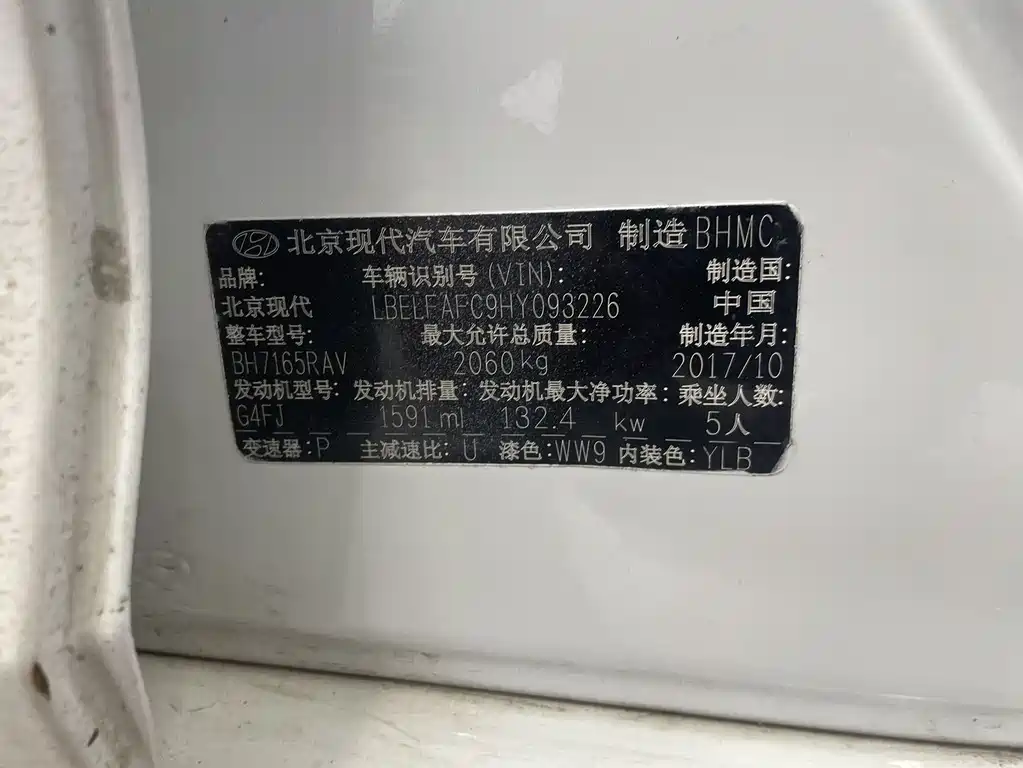 北京现代汽车有限公司 制造 BHMC
品牌: 车辆识别号(VIN): 制造国:
北京现代 LBELFAFC9HY093226 中国
整车型号: 最大允许总质量: 制造年月:
BH7165RAV 2060kg 2017/10
发动机型号: 发动机排量: 发动机最大净功率: 乘坐人数:
G4FJ 1591ml 132.4 kw 5人
变速器: P 主减速比: U 漆色: WW9 内装色: YLB